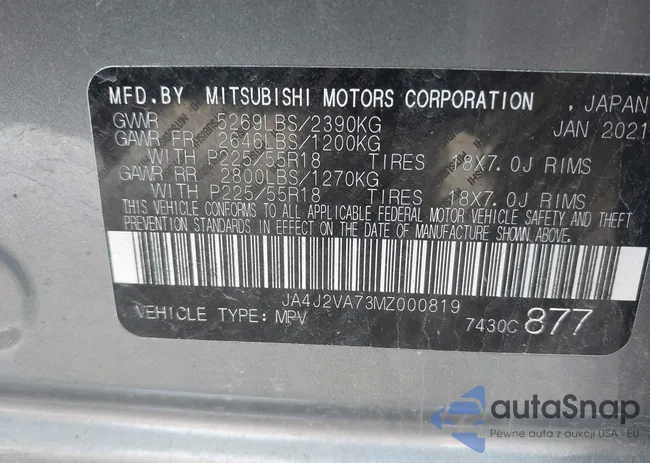 MFD.BY MITSUBISHI MOTORS CORPORATION , JAPAN
GVWR 5269LBS/2390KG JAN 2021
GAWR FR 2646LBS/1200KG
WITH P225/55R18 TIRES 18X7.0J RIMS
GAWR RR 2800LBS/1270KG
WITH P225/55R18 TIRES 18X7.0J RIMS
THIS VEHICLE CONFORMS TO ALL APPLICABLE FEDERAL MOTOR VEHICLE SAFETY AND THEFT
PREVENTION STANDARDS IN EFFECT ON THE DATE OF MANUFACTURE SHOWN ABOVE.
JA4J2VA73MZ000819
VEHICLE TYPE: MPV 7430C 877
autaSnap
Pewne auta z aukcji USA i EU